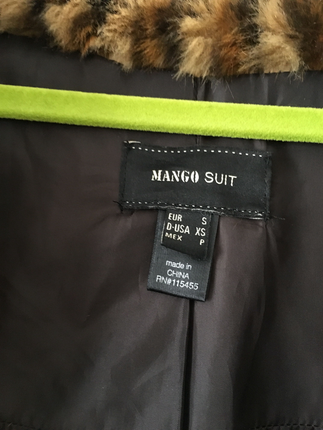 MANGO SUIT
EUR S
D-USA XS
MEX P
made in
CHINA
RN#115455